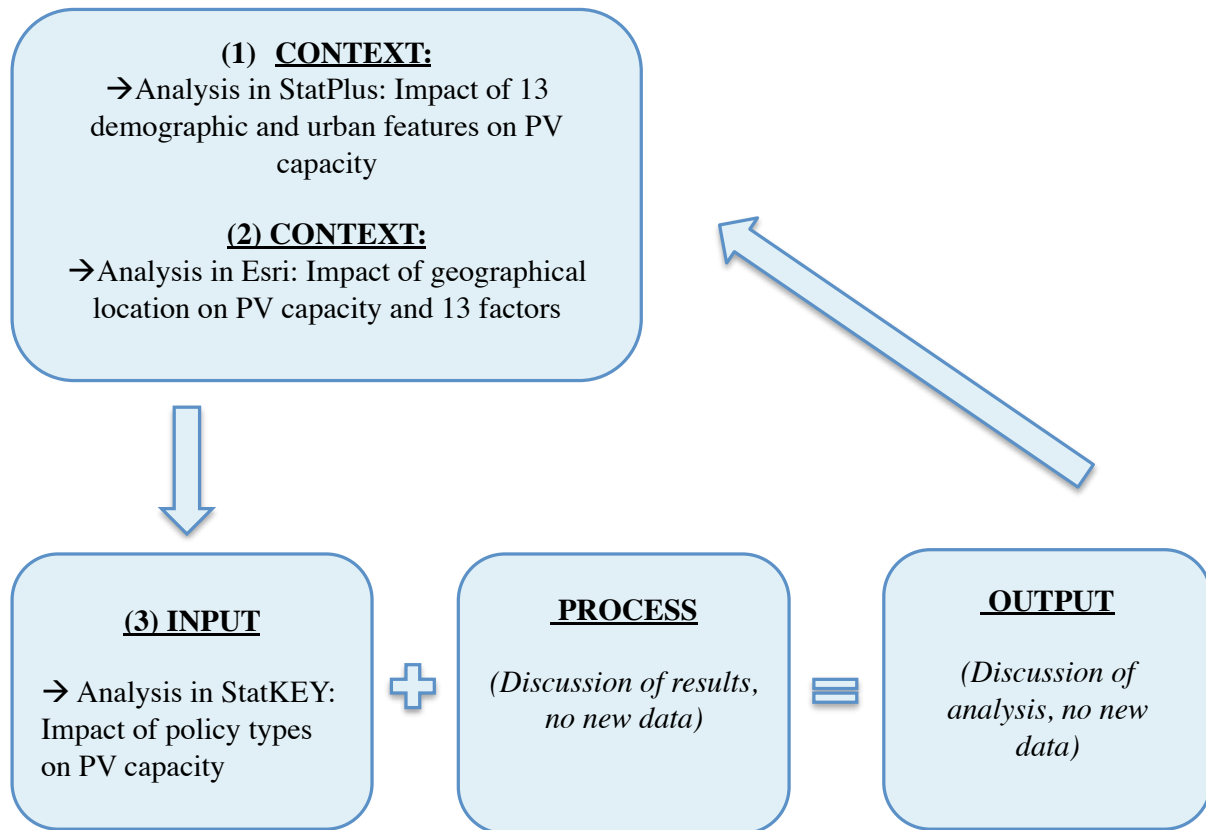 (1) CONTEXT:
→Analysis in StatPlus: Impact of 13
demographic and urban features on PV
capacity
(2) CONTEXT:
→Analysis in Esri: Impact of geographical
location on PV capacity and 13 factors
(3) INPUT
→ Analysis in StatKEY:
Impact of policy types
on PV capacity
PROCESS
(Discussion of results,
no new data)
OUTPUT
(Discussion of
analysis, no new
data)